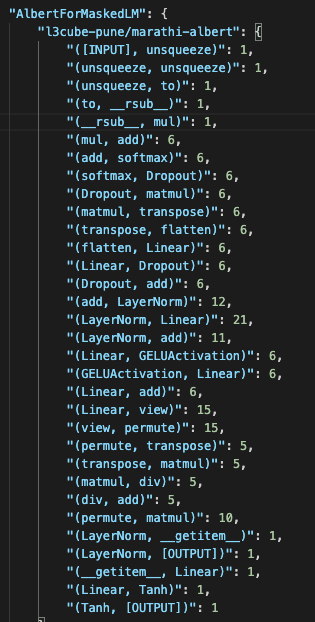 "AlbertForMaskedLM": {
"l3cube-pune/marathi-albert": {
"([INPUT], unsqueeze)": 1,
"(unsqueeze, unsqueeze)": 1,
"(unsqueeze, to)": 1,
"(to, __rsub__)": 1,
"(__rsub__, mul)": 1,
"(mul, add)": 6,
"(add, softmax)": 6,
"(softmax, Dropout)": 6,
"(Dropout, matmul)": 6,
"(matmul, transpose)": 6,
"(transpose, flatten)": 6,
"(flatten, Linear)": 6,
"(Linear, Dropout)": 6,
"(Dropout, add)": 6,
"(add, LayerNorm)": 12,
"(LayerNorm, Linear)": 21,
"(LayerNorm, add)": 11,
"(Linear, GELUActivation)": 6,
"(GELUActivation, Linear)": 6,
"(Linear, add)": 6,
"(Linear, view)": 15,
"(view, permute)": 15,
"(permute, transpose)": 5,
"(transpose, matmul)": 5,
"(matmul, div)": 5,
"(div, add)": 5,
"(permute, matmul)": 10,
"(LayerNorm, __getitem__)": 1,
"(LayerNorm, [OUTPUT])": 1,
"(__getitem__, Linear)": 1,
"(Linear, Tanh)": 1,
"(Tanh, [OUTPUT])": 1